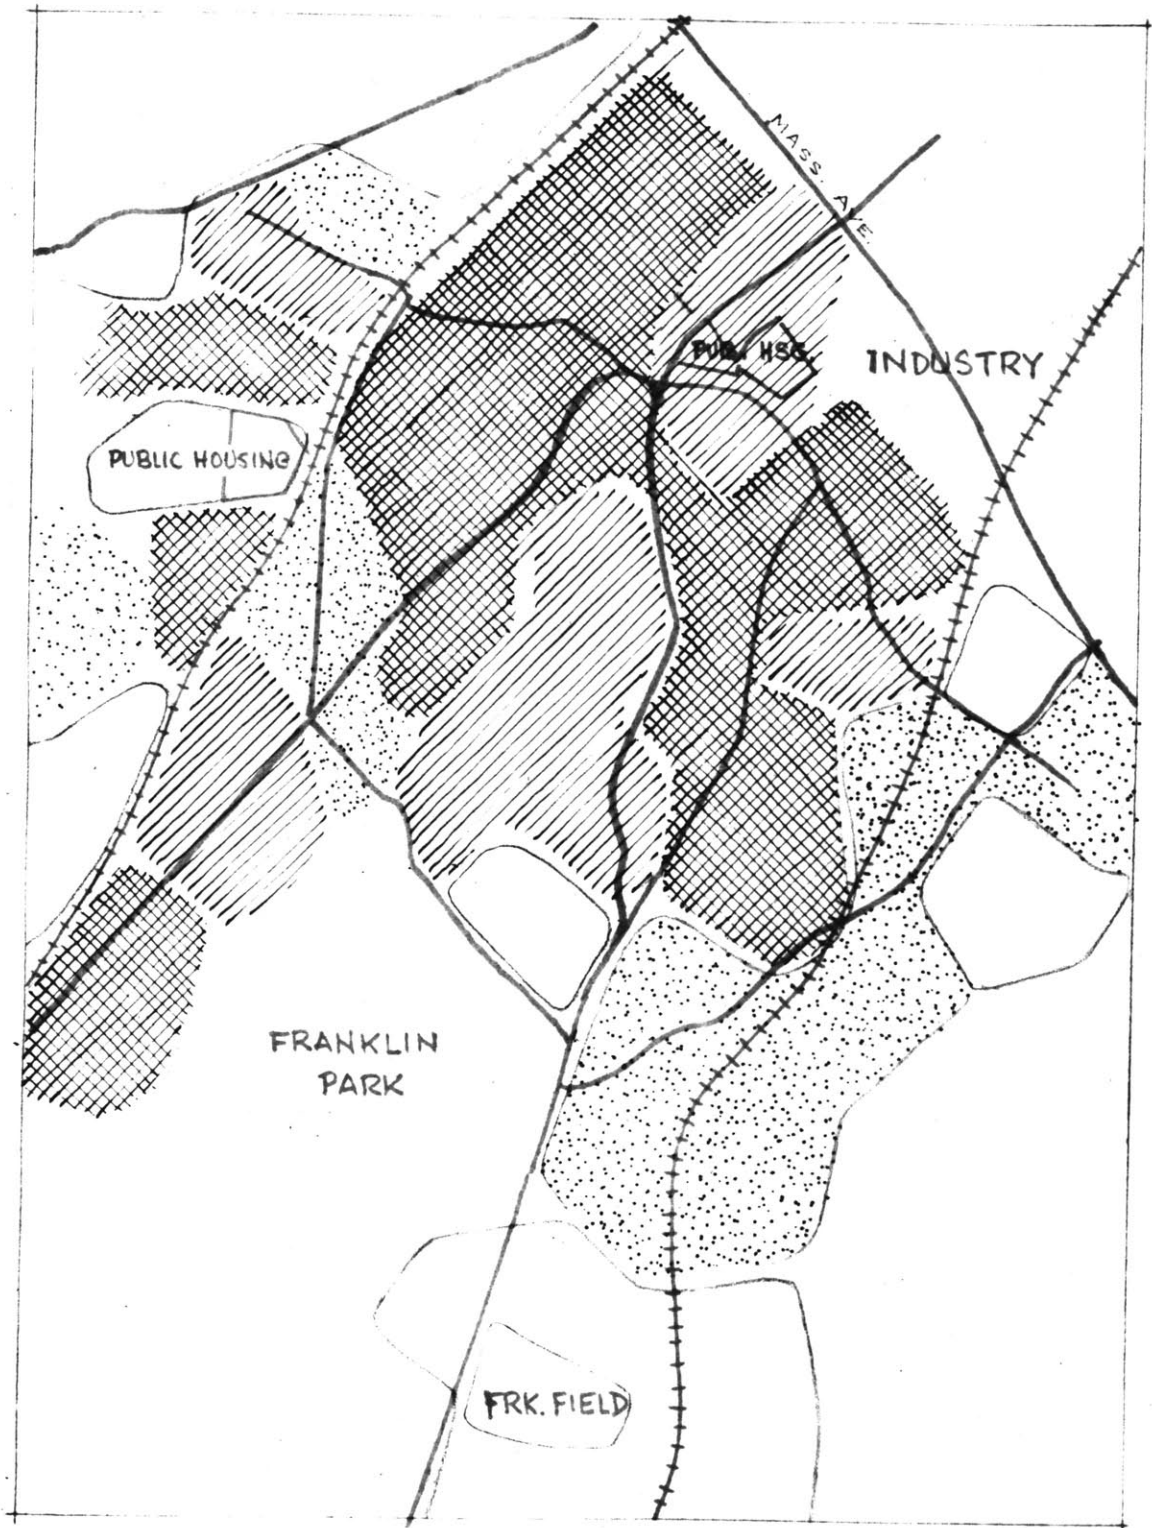 MASS. AVE.
PUB. HSG.
INDUSTRY
PUBLIC HOUSING
FRANKLIN
PARK
FRK. FIELD